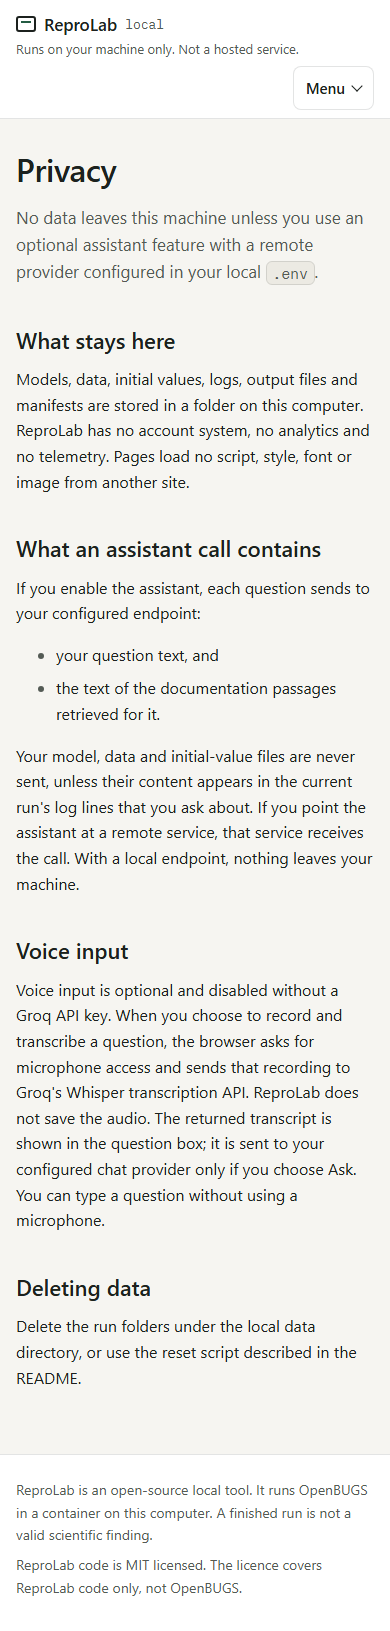 ReproLab local
Runs on your machine only. Not a hosted service.
Menu
Privacy
No data leaves this machine unless you use an
optional assistant feature with a remote
provider configured in your local .env.
What stays here
Models, data, initial values, logs, output files and
manifests are stored in a folder on this computer.
ReproLab has no account system, no analytics and
no telemetry. Pages load no script, style, font or
image from another site.
What an assistant call contains
If you enable the assistant, each question sends to
your configured endpoint:
your question text, and
the text of the documentation passages
retrieved for it.
Your model, data and initial-value files are never
sent, unless their content appears in the current
run's log lines that you ask about. If you point the
assistant at a remote service, that service receives
the call. With a local endpoint, nothing leaves your
machine.
Voice input
Voice input is optional and disabled without a
Groq API key. When you choose to record and
transcribe a question, the browser asks for
microphone access and sends that recording to
Groq's Whisper transcription API. ReproLab does
not save the audio. The returned transcript is
shown in the question box; it is sent to your
configured chat provider only if you choose Ask.
You can type a question without using a
microphone.
Deleting data
Delete the run folders under the local data
directory, or use the reset script described in the
README.
ReproLab is an open-source local tool. It runs OpenBUGS
in a container on this computer. A finished run is not a
valid scientific finding.
ReproLab code is MIT licensed. The licence covers
ReproLab code only, not OpenBUGS.